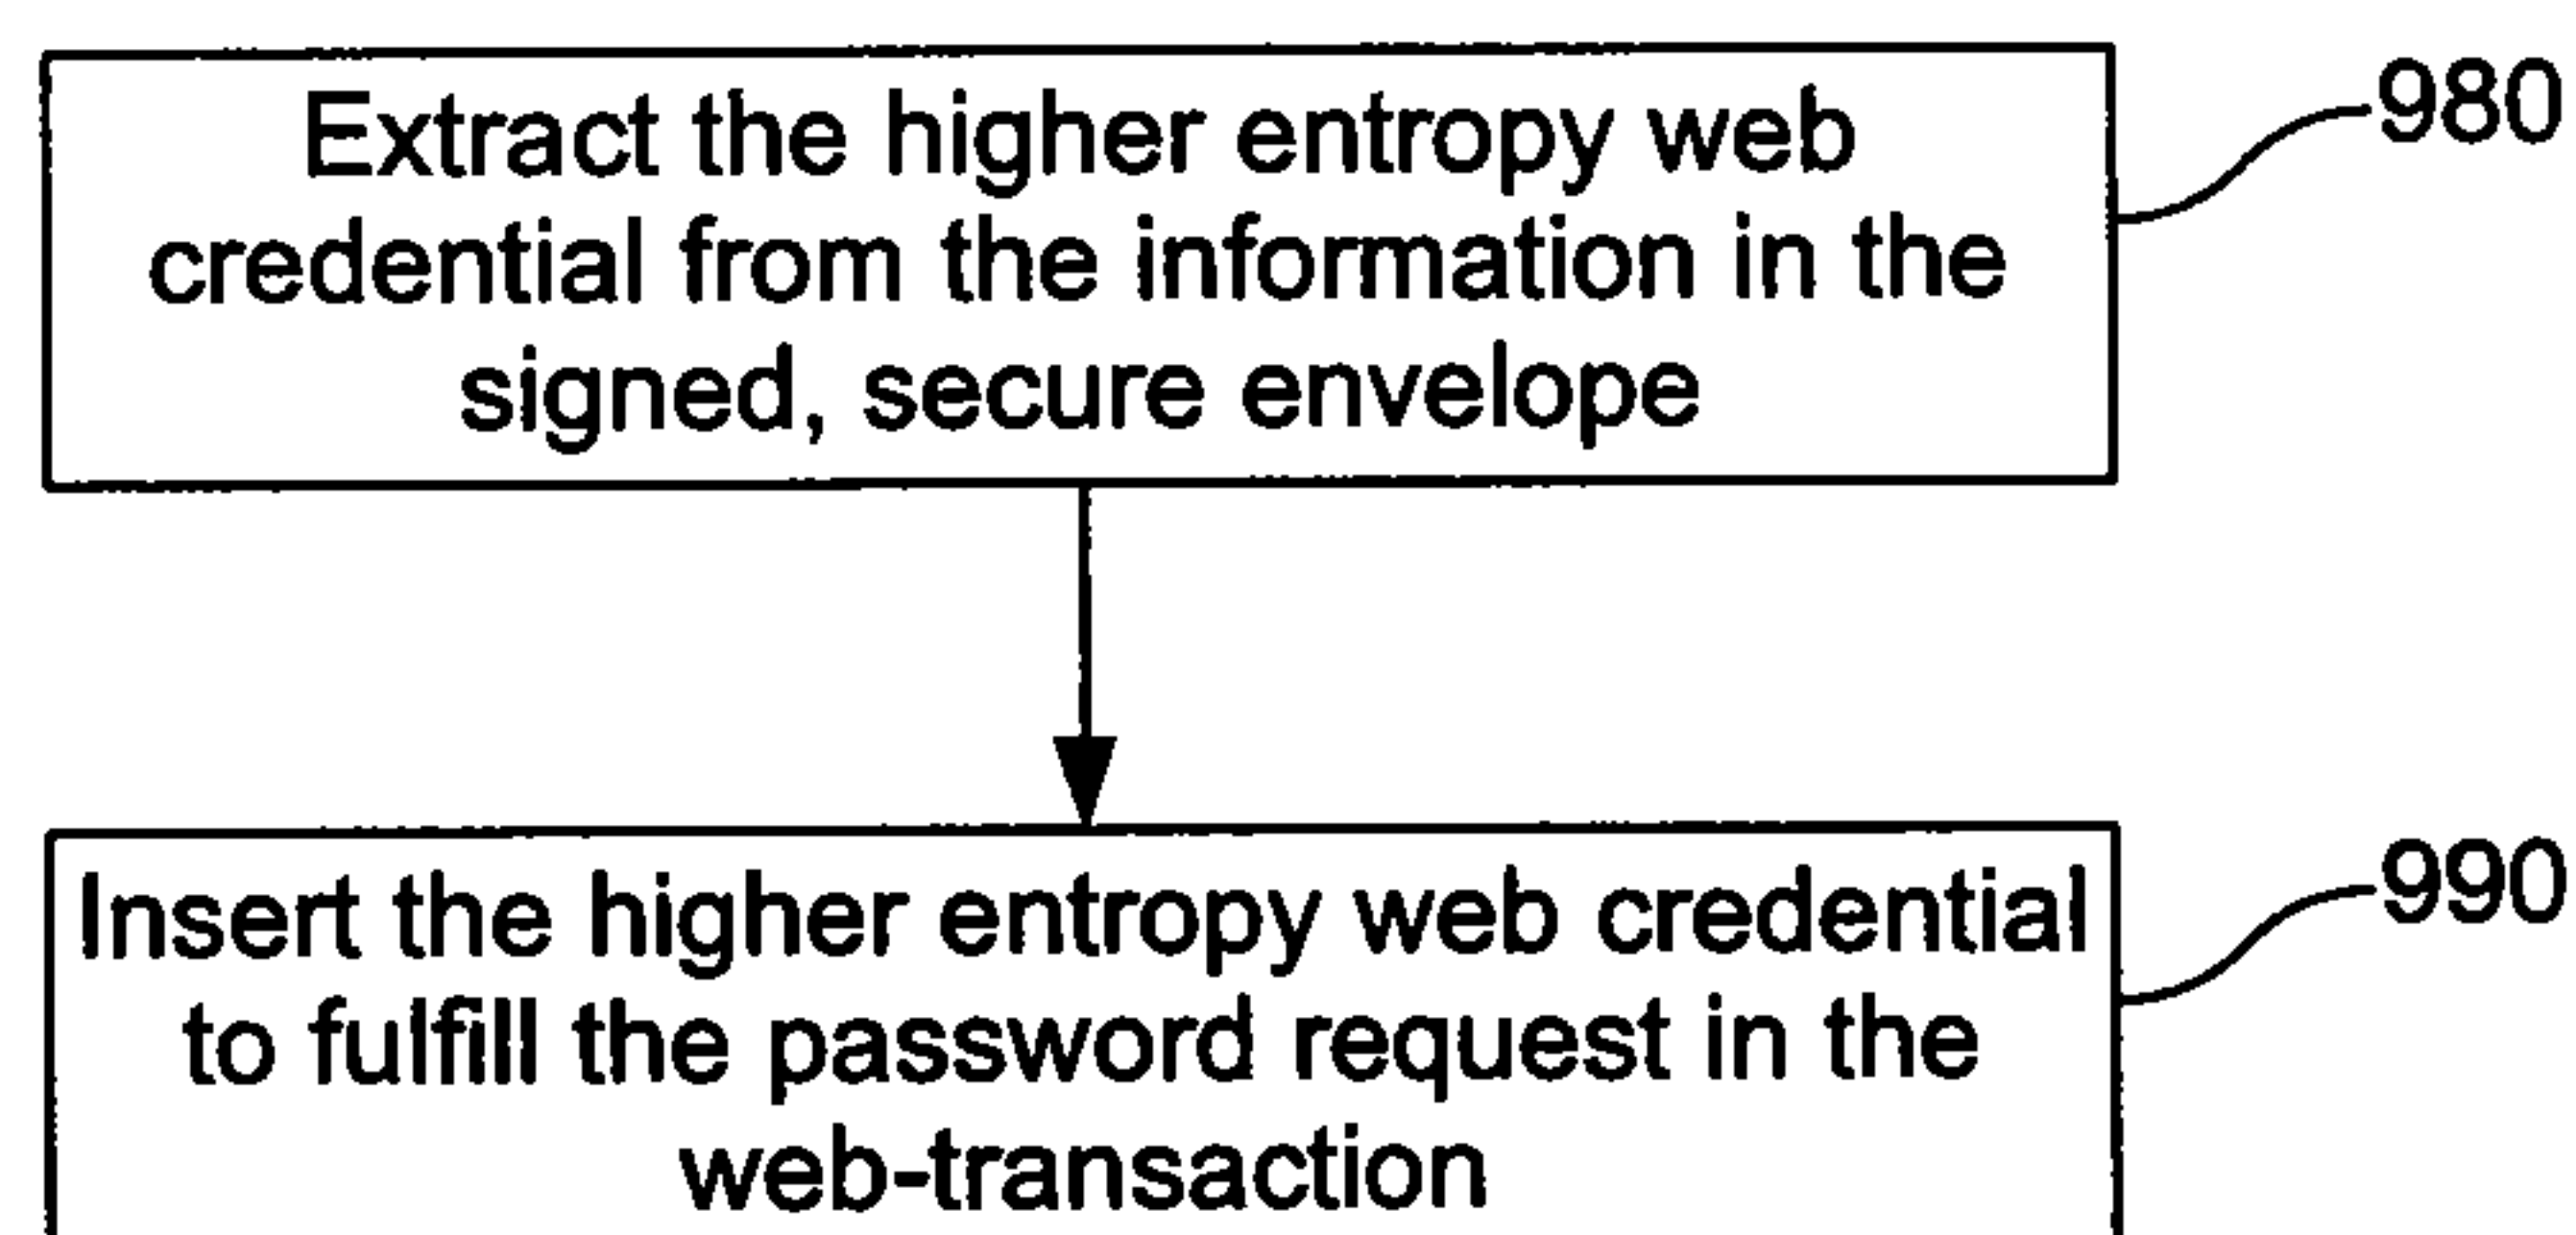 Extract the higher entropy web
credential from the information in the
signed, secure envelope
980
Insert the higher entropy web credential
to fulfill the password request in the
web-transaction
990